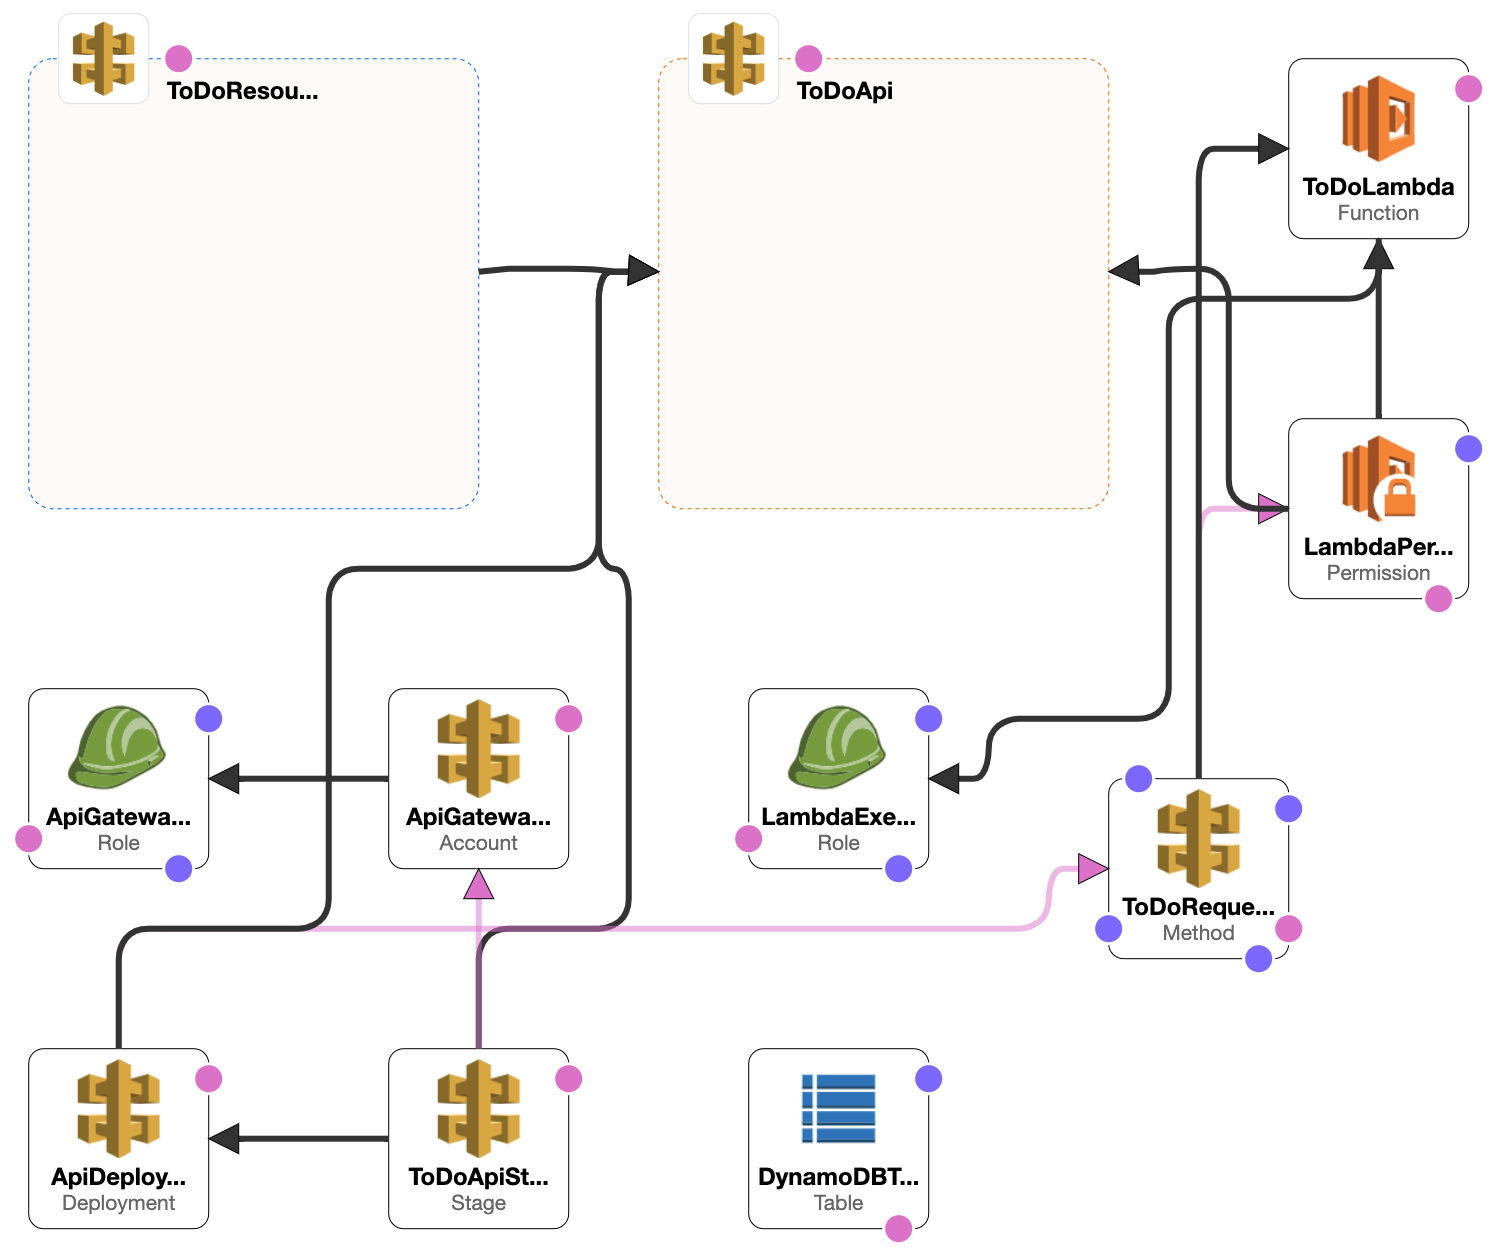 ToDoResou...
ToDoApi
ToDoLambda
Function
LambdaPer...
Permission
ApiGatewa...
Role
ApiGatewa...
Account
LambdaExe...
Role
ToDoReque...
Method
ApiDeploy...
Deployment
ToDoApiSt...
Stage
DynamoDBT...
Table